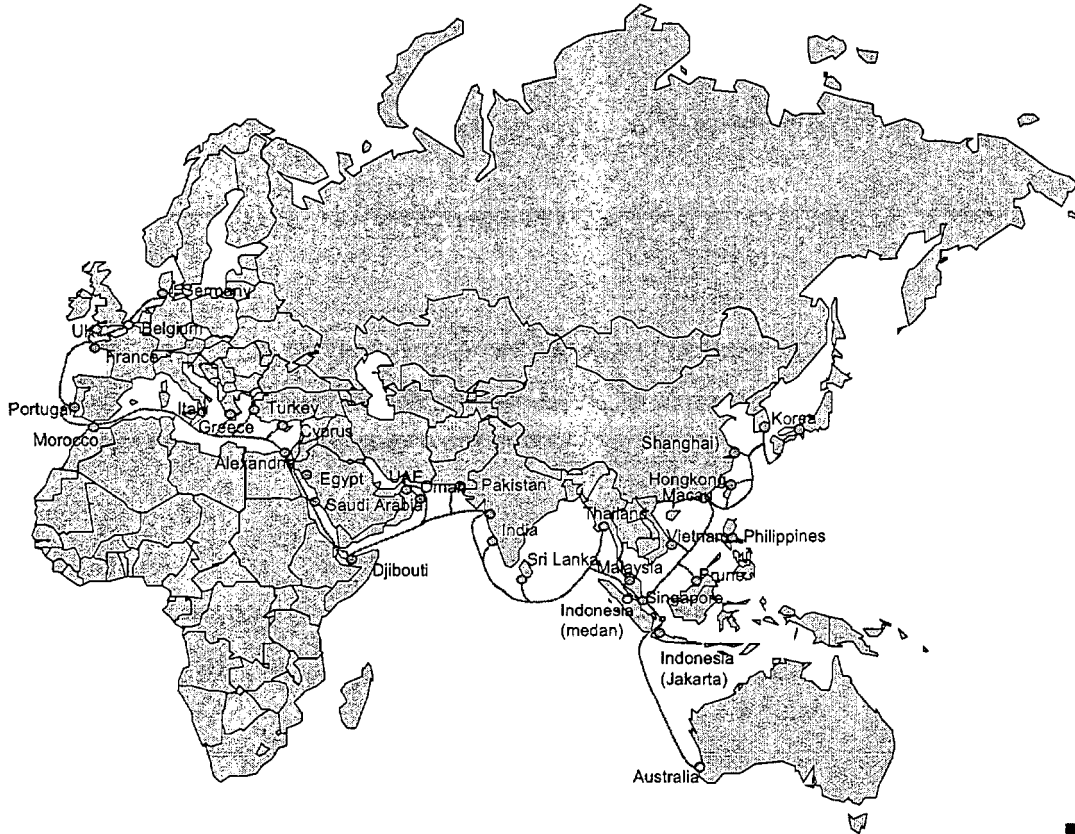 Germany
UK
Belgium
France
Portugal
Italy
Turkey
Greece
Morocco
Cyprus
Alexandria
Korea
Shanghai
Egypt
UAE
Oman
Pakistan
Hongkong
Macau
Saudi Arabia
India
Thailand
Vietnam
Philippines
Djibouti
Sri Lanka
Malaysia
Brunei
Singapore
Indonesia
(medan)
Indonesia
(Jakarta)
Australia